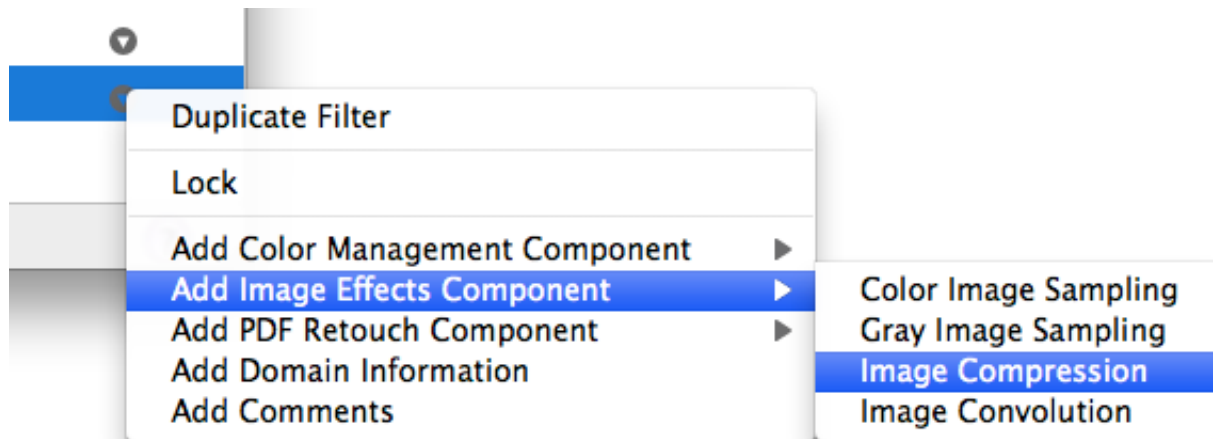 Duplicate Filter
Lock
Add Color Management Component
Add Image Effects Component
Add PDF Retouch Component
Add Domain Information
Add Comments
Color Image Sampling
Gray Image Sampling
Image Compression
Image Convolution